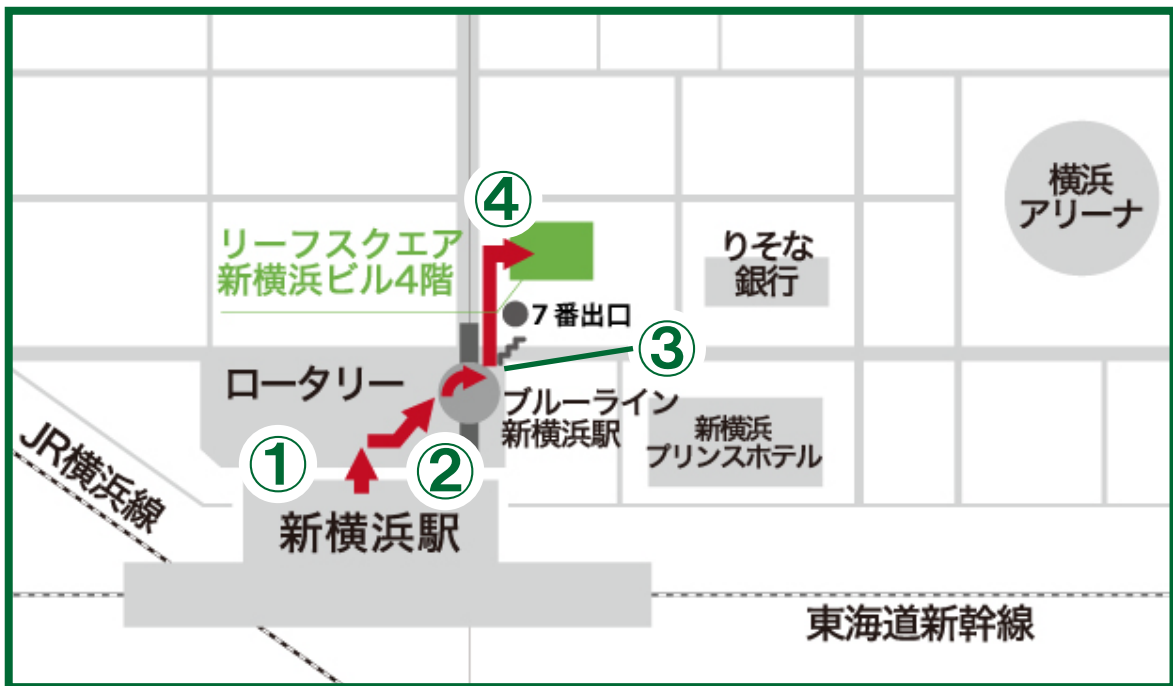 横浜
アリーナ
④
リーフスクエア
新横浜ビル4階
りそな
銀行
7番出口
③
ロータリー
ブルーライン
新横浜駅
新横浜
プリンスホテル
JR横浜線
①
②
新横浜駅
東海道新幹線